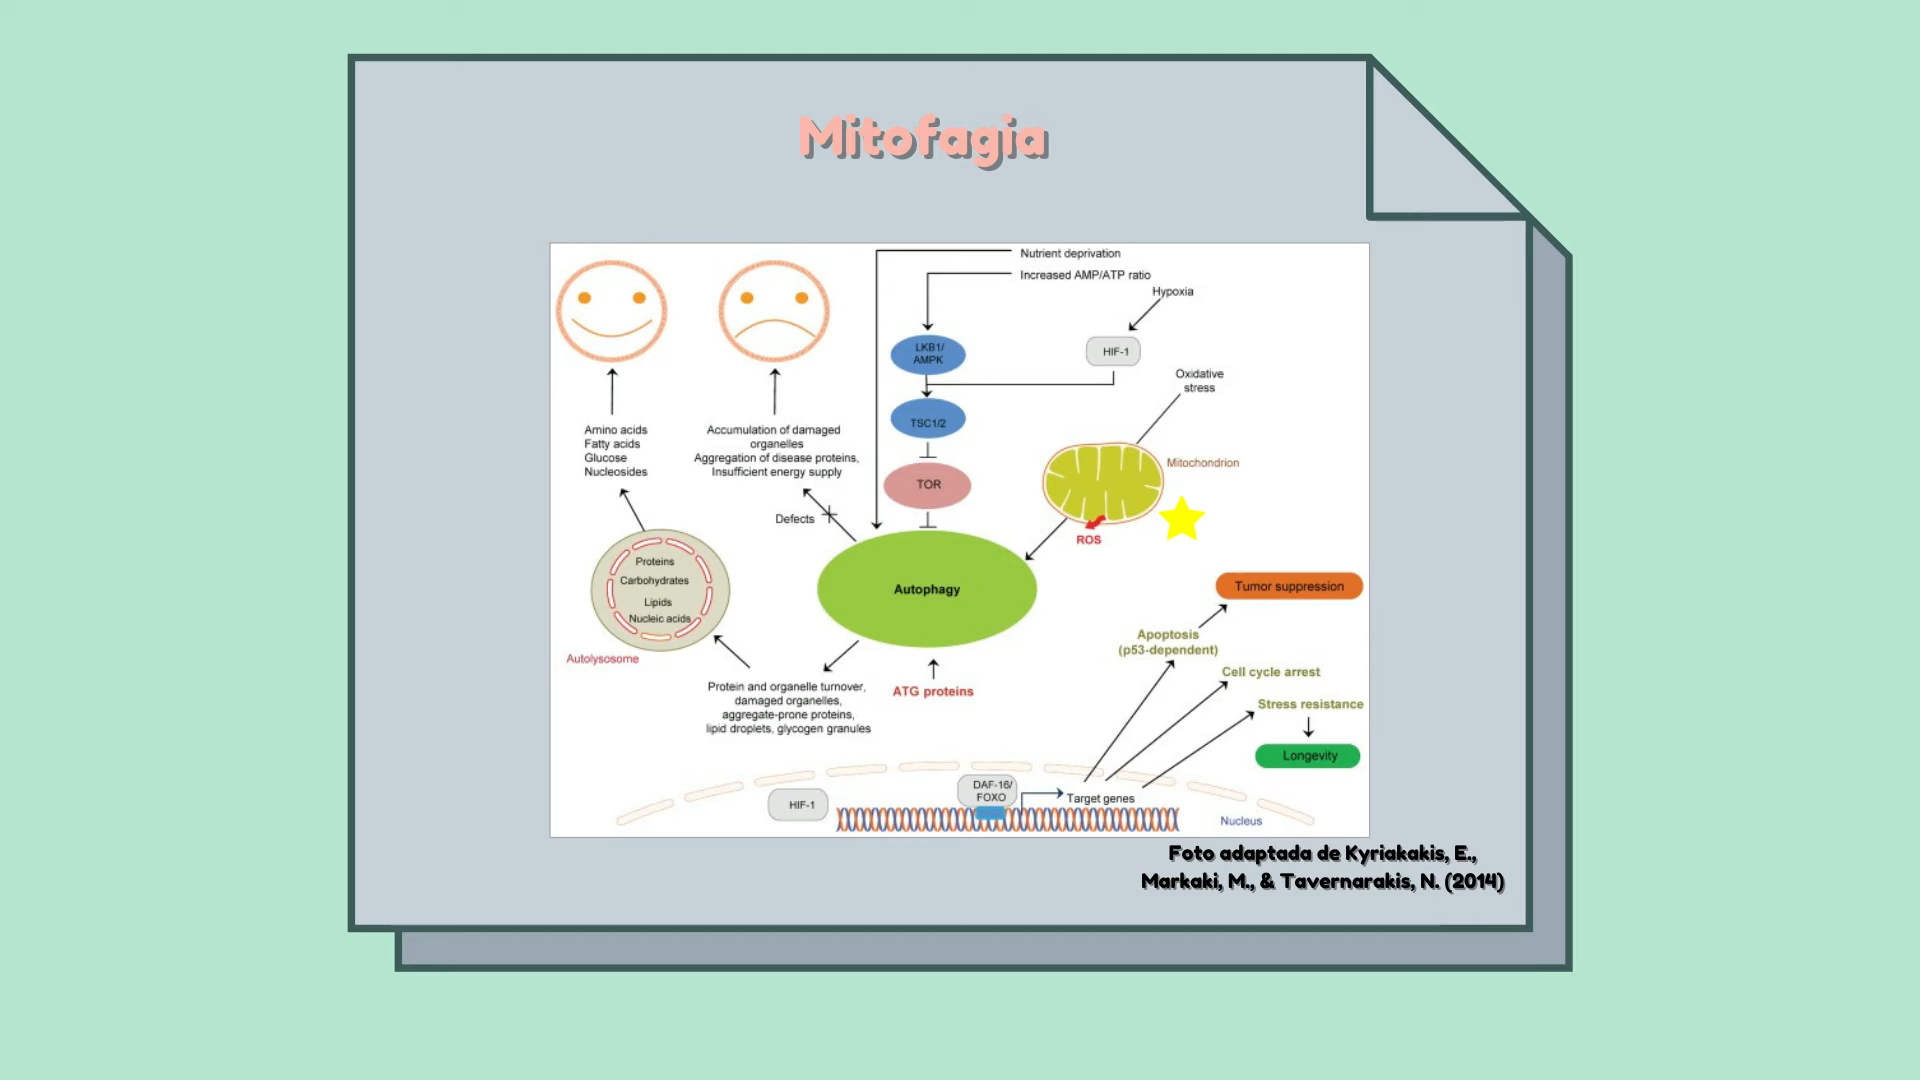 Mitofagia
Nutrient deprivation
Increased AMP/ATP ratio
Hypoxia
LKB1/
AMPK
HIF-1
Oxidative
stress
TSC1/2
Amino acids
Fatty acids
Glucose
Nucleosides
Accumulation of damaged
organelles
Aggregation of disease proteins,
Insufficient energy supply
Mitochondrion
TOR
Defects
ROS
Proteins
Carbohydrates
Lipids
Nucleic acids
Autolysosome
Autophagy
Tumor suppression
Apoptosis
(p53-dependent)
Cell cycle arrest
Stress resistance
Longevity
Protein and organelle turnover,
damaged organelles,
aggregate-prone proteins,
lipid droplets, glycogen granules
ATG proteins
HIF-1
DAF-16/
FOXO
Target genes
Nucleus
Foto adaptada de Kyriakakis, E.,
Markaki, M., & Tavernarakis, N. (2014)